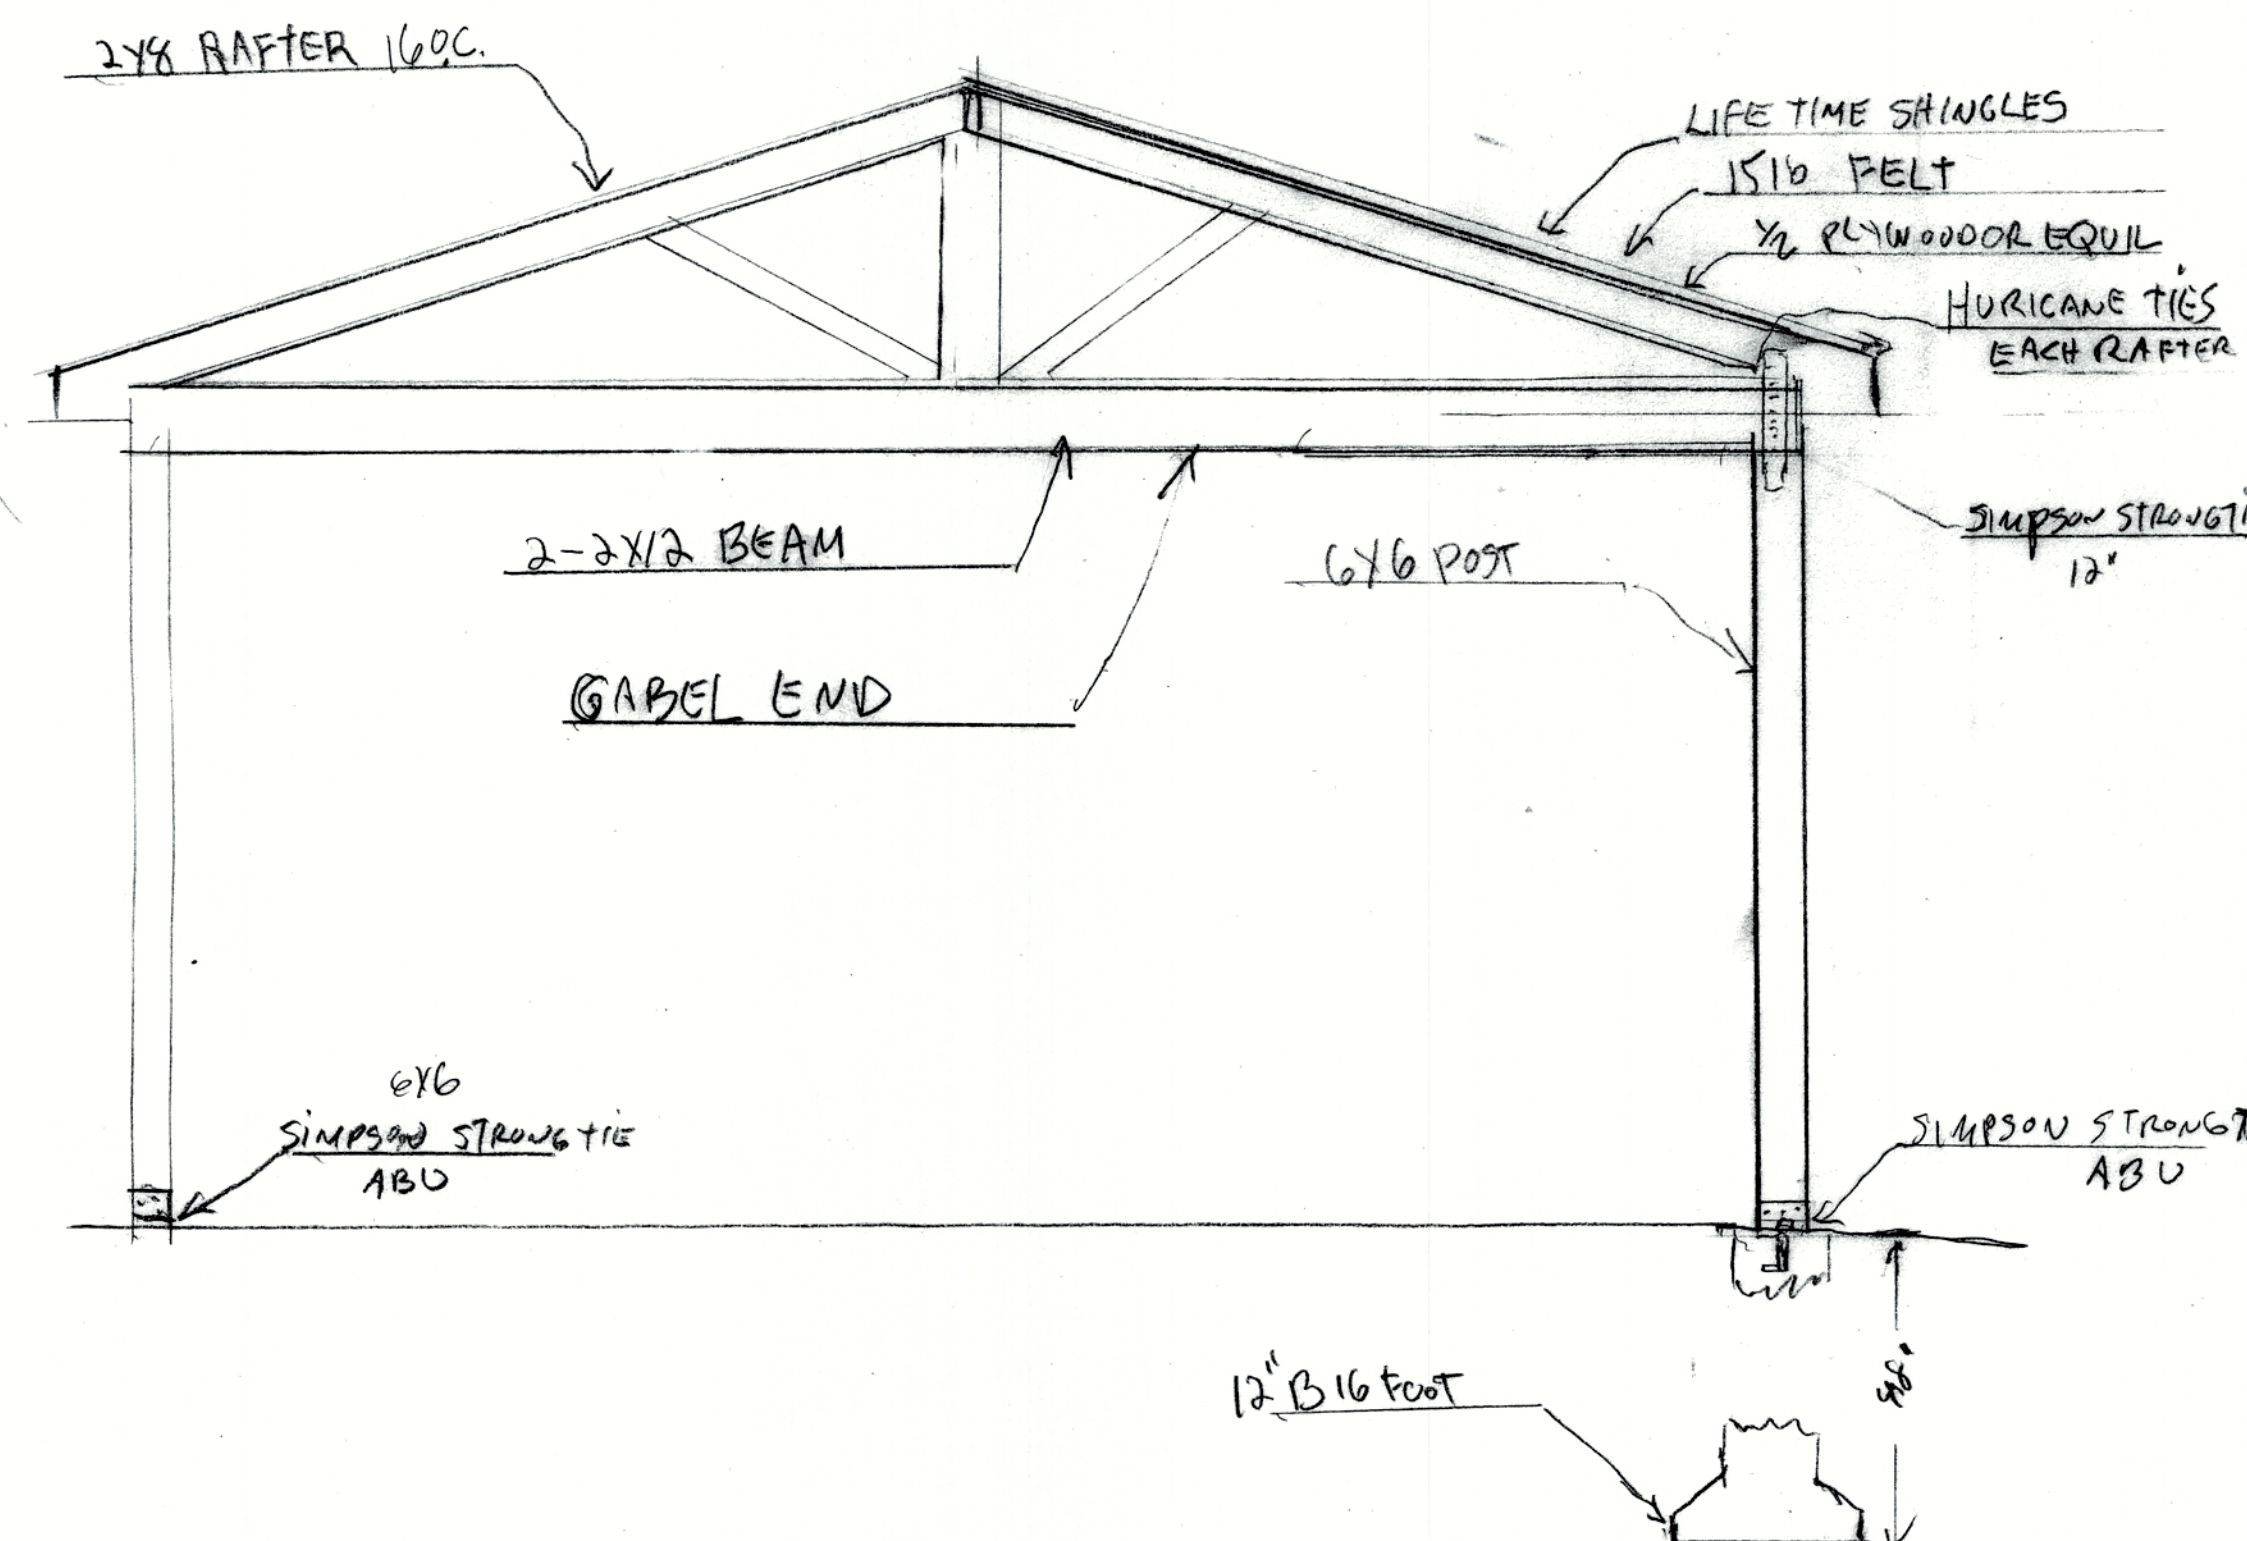 2x8 RAFTER 16 O.C.
LIFE TIME SHINGLES
15lb FELT
1/2 PLYWOOD OR EQUIL
HURICANE TIES
EACH RAFTER
SIMPSON STRONGTI
12"
2-2X12 BEAM
6X6 POST
GABEL END
6X6
SIMPSON STRONG TIE
ABU
SIMPSON STRONGT
ABU
12" B 16 FOOT
48"